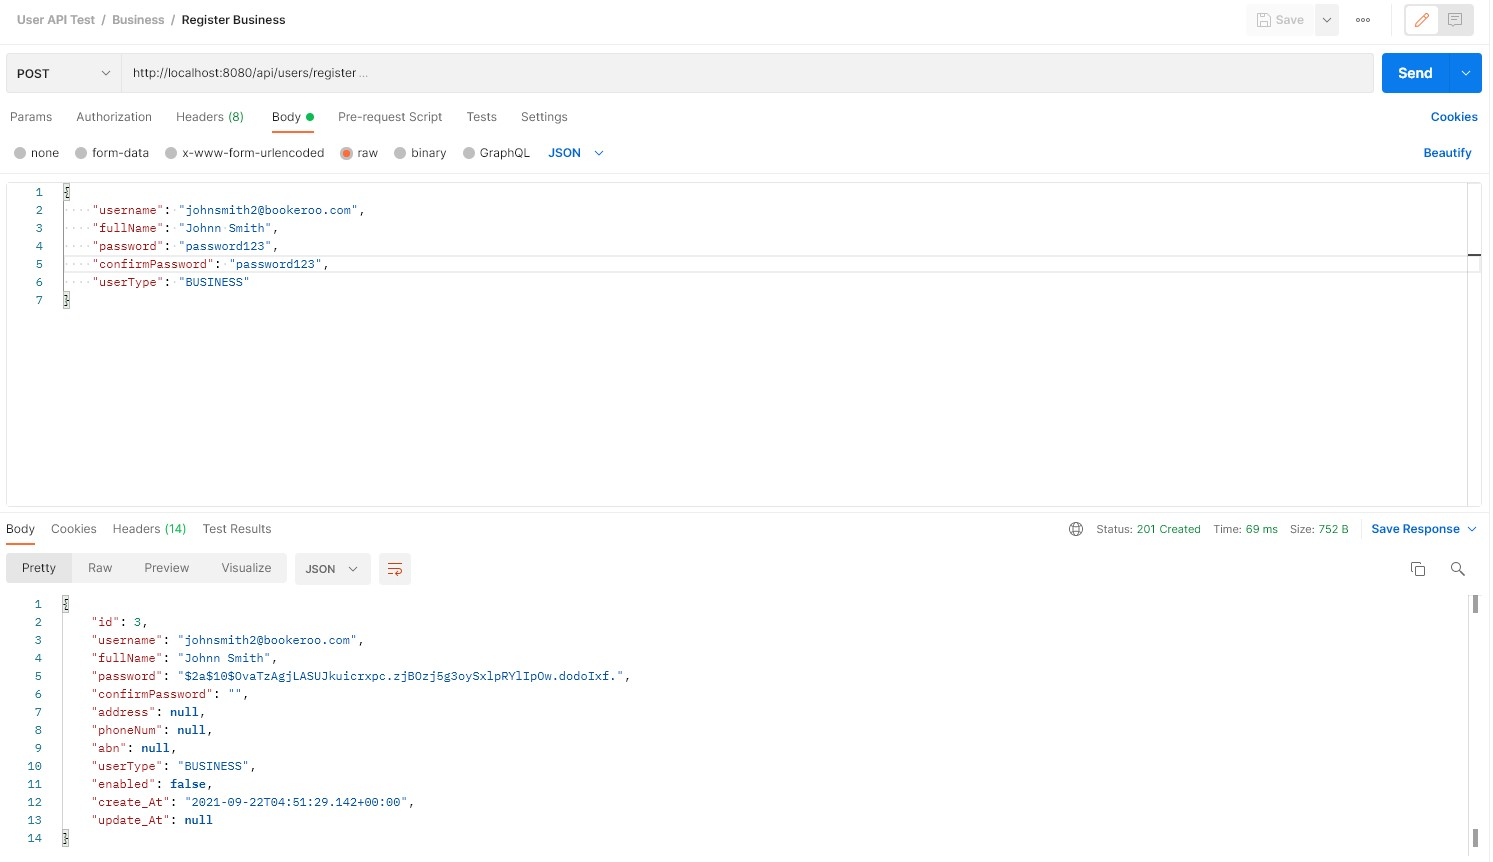 User API Test / Business / Register Business
Save
POST
http://localhost:8080/api/users/register ...
Send
Params Authorization Headers (8) Body Pre-request Script Tests Settings Cookies
none form-data x-www-form-urlencoded raw binary GraphQL JSON Beautify
1 {
2 "username": "johnsmith2@bookeroo.com",
3 "fullName": "Johnn Smith",
4 "password": "password123",
5 "confirmPassword": "password123",
6 "userType": "BUSINESS"
7 }
Body Cookies Headers (14) Test Results Status: 201 Created Time: 69 ms Size: 752 B Save Response
Pretty Raw Preview Visualize JSON
1 {
2 "id": 3,
3 "username": "johnsmith2@bookeroo.com",
4 "fullName": "Johnn Smith",
5 "password": "$2a$10$OvaTzAgjLASUJkuicrxpc.zjBOzj5g3oySxlpRYlIpOw.dodoIxf.",
6 "confirmPassword": "",
7 "address": null,
8 "phoneNum": null,
9 "abn": null,
10 "userType": "BUSINESS",
11 "enabled": false,
12 "create_At": "2021-09-22T04:51:29.142+00:00",
13 "update_At": null
14 }